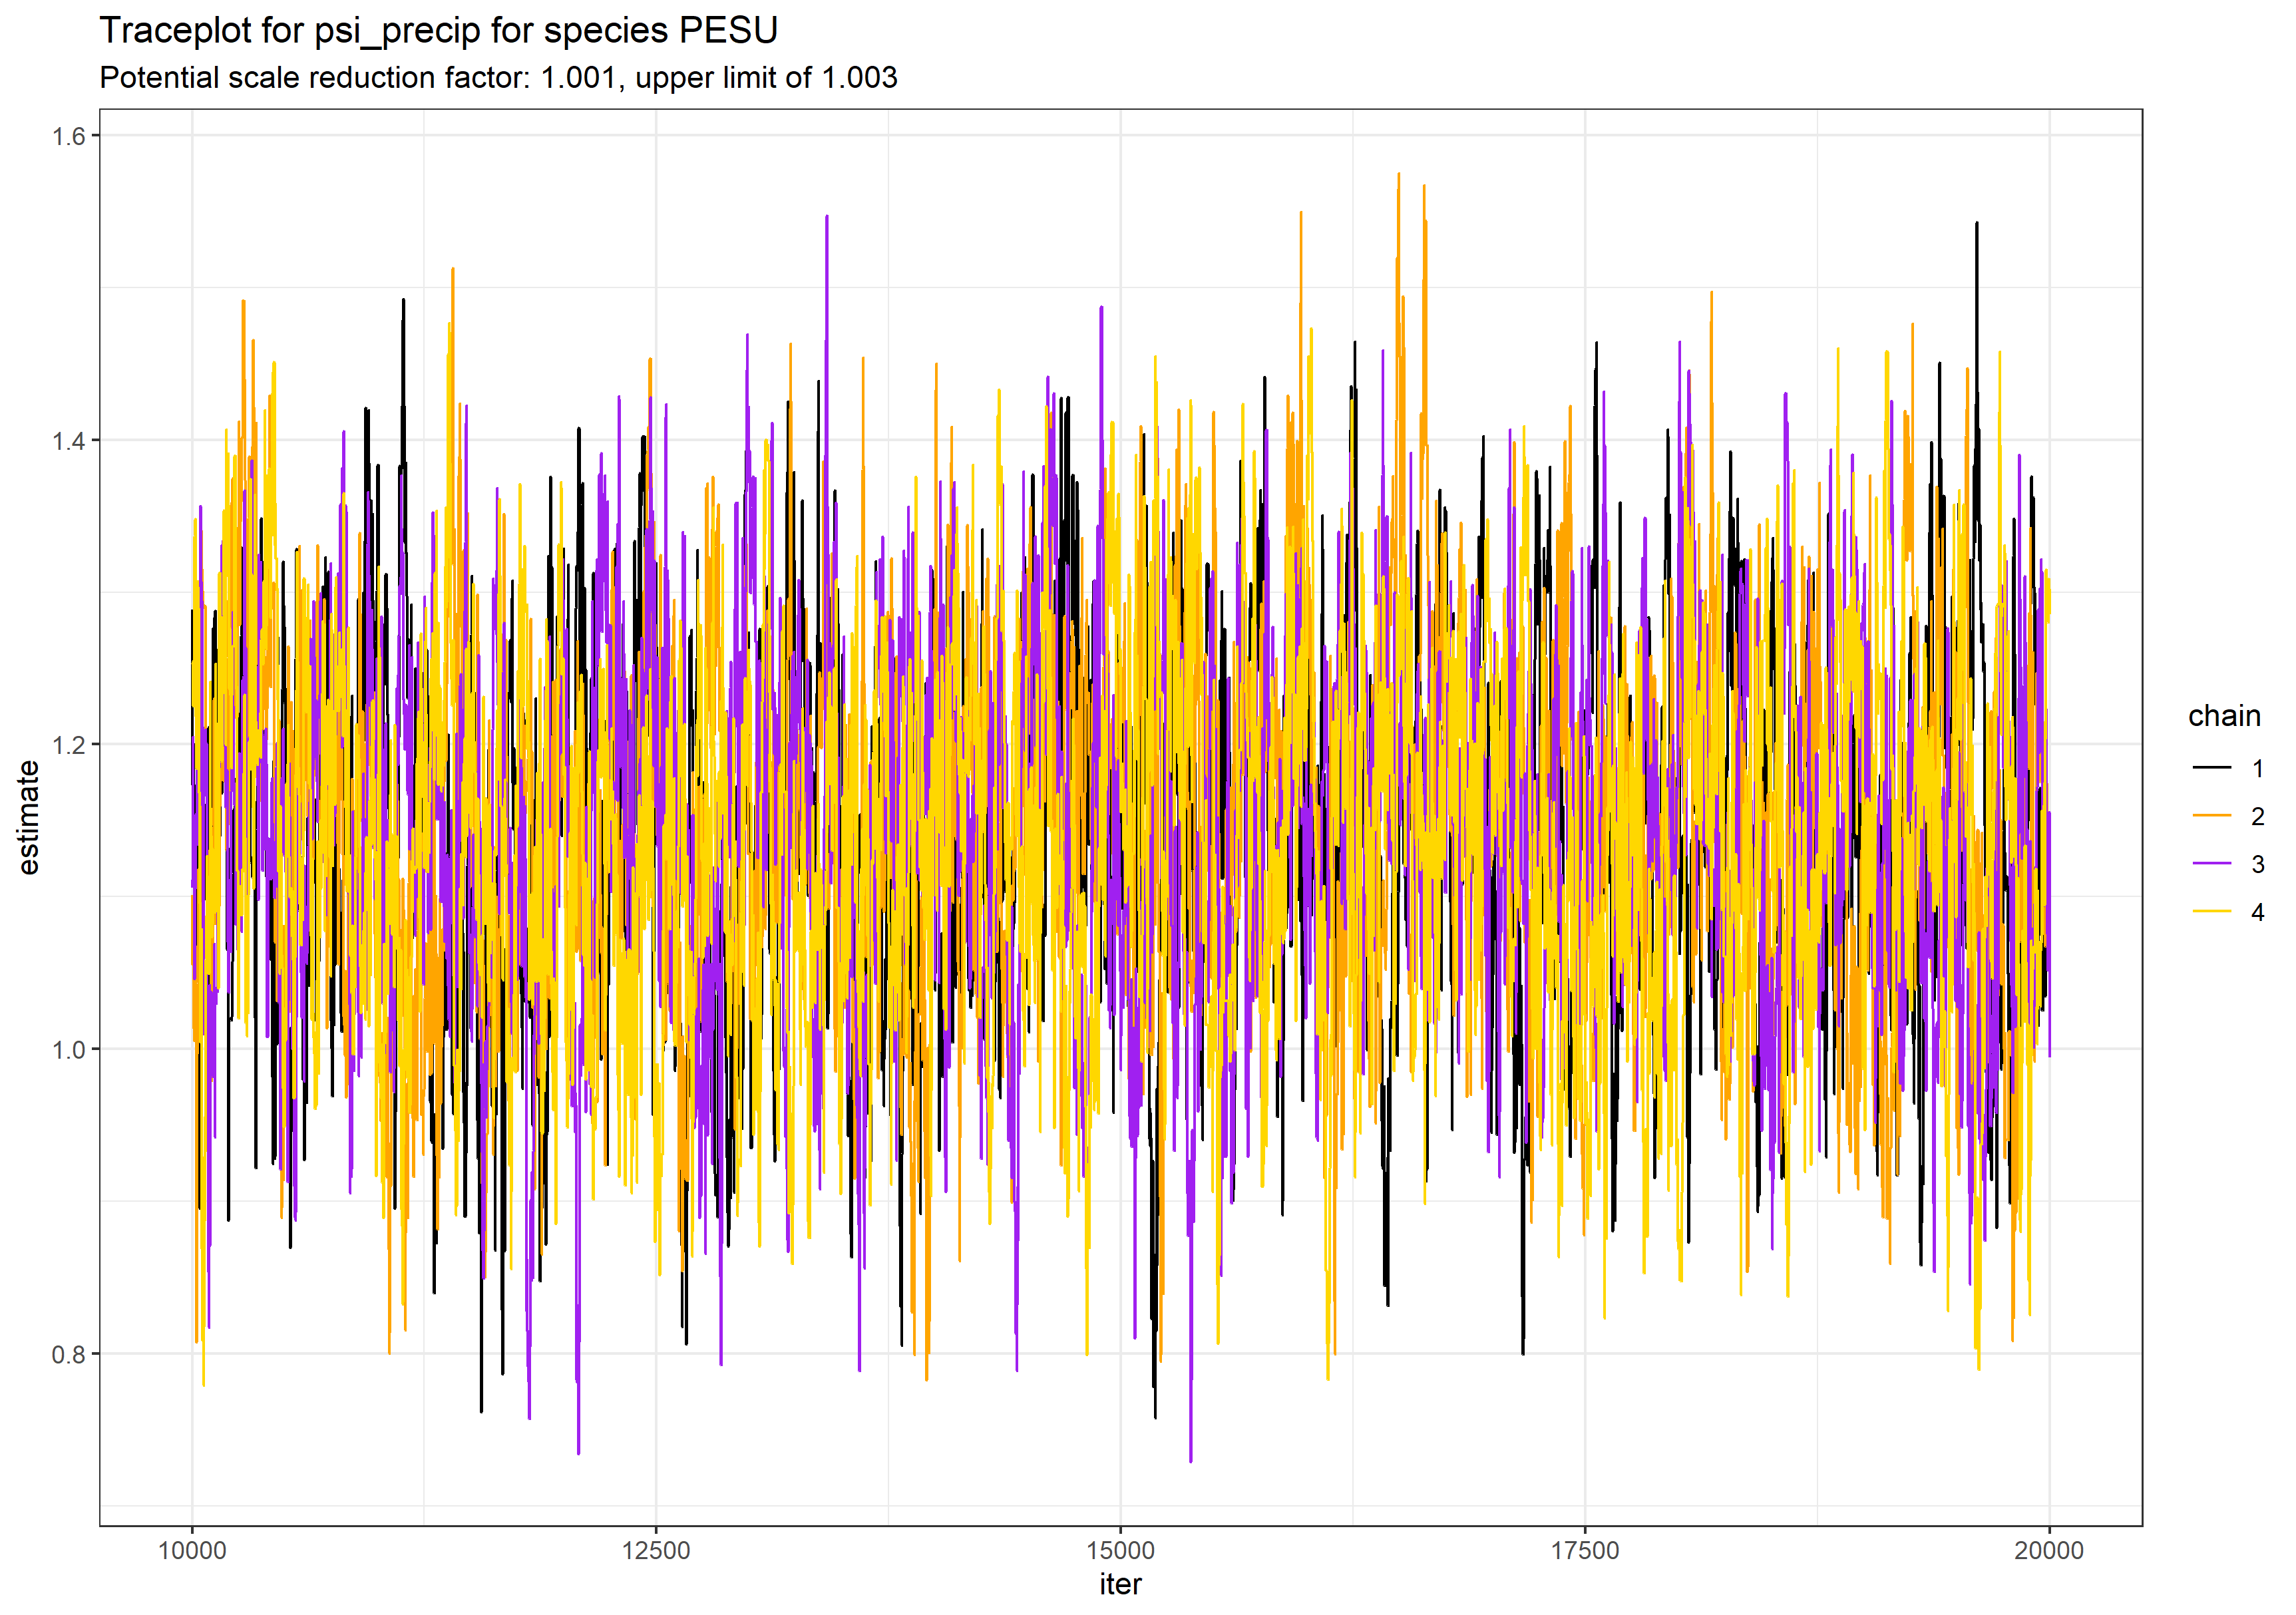 Traceplot for psi_precip for species PESU
Potential scale reduction factor: 1.001, upper limit of 1.003
1.6
1.4
1.2
1.0
0.8
estimate
10000
12500
15000
17500
20000
iter
chain
1
2
3
4